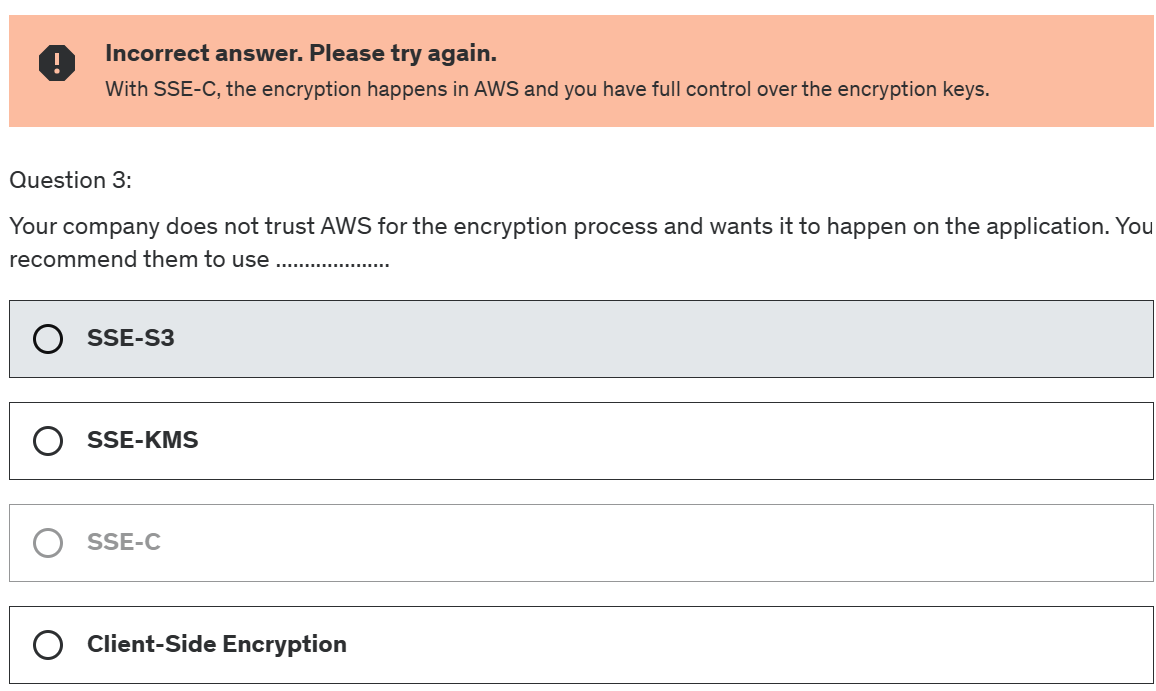 Incorrect answer. Please try again.
With SSE-C, the encryption happens in AWS and you have full control over the encryption keys.
Question 3:
Your company does not trust AWS for the encryption process and wants it to happen on the application. You
recommend them to use ....................
SSE-S3
SSE-KMS
SSE-C
Client-Side Encryption